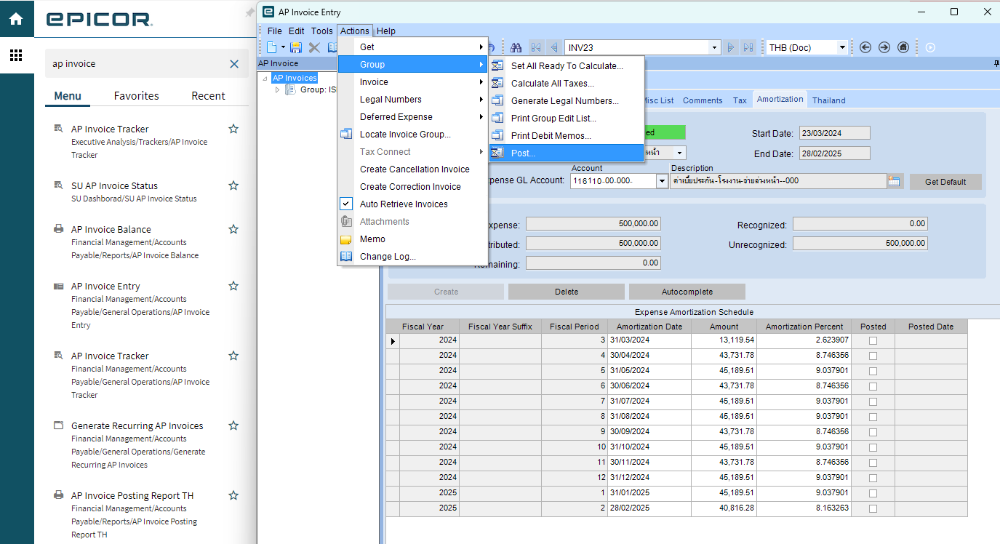 EPICOR
ap invoice
Menu Favorites Recent
AP Invoice Tracker
Executive Analysis/Trackers/AP Invoice
Tracker
SU AP Invoice Status
SU Dashborad/SU AP Invoice Status
AP Invoice Balance
Financial Management/Accounts
Payable/Reports/AP Invoice Balance
AP Invoice Entry
Financial Management/Accounts
Payable/General Operations/AP Invoice
Entry
AP Invoice Tracker
Financial Management/Accounts
Payable/General Operations/AP Invoice
Tracker
Generate Recurring AP Invoices
Financial Management/Accounts
Payable/General Operations/Generate
Recurring AP Invoices
AP Invoice Posting Report TH
Financial Management/Accounts
Payable/Reports/AP Invoice Posting
Report TH
AP Invoice Entry
File Edit Tools Actions Help
INV23 THB (Doc)
AP Invoice
AP Invoices
Group:
Get
Group
Invoice
Legal Numbers
Deferred Expense
Locate Invoice Group...
Tax Connect
Create Cancellation Invoice
Create Correction Invoice
Auto Retrieve Invoices
Attachments
Memo
Change Log...
Set All Ready To Calculate...
Calculate All Taxes...
Generate Legal Numbers...
Print Group Edit List...
Print Debit Memos...
Post...
List Comments Tax Amortization Thailand
Start Date: 23/03/2024
End Date: 28/02/2025
Account Description
GL Account: 116110-00-000- ค่าเบี้ยประกัน-โรงงาน-จ่ายล่วงหน้า--000 Get Default
500,000.00 Recognized: 0.00
500,000.00 Unrecognized: 500,000.00
0.00
Create Delete Autocomplete
Expense Amortization Schedule
Fiscal Year Fiscal Year Suffix Fiscal Period Amortization Date Amount Amortization Percent Posted Posted Date
2024 3 31/03/2024 13,119.54 2.623907
2024 4 30/04/2024 43,731.78 8.746356
2024 5 31/05/2024 45,189.51 9.037901
2024 6 30/06/2024 43,731.78 8.746356
2024 7 31/07/2024 45,189.51 9.037901
2024 8 31/08/2024 45,189.51 9.037901
2024 9 30/09/2024 43,731.78 8.746356
2024 10 31/10/2024 45,189.51 9.037901
2024 11 30/11/2024 43,731.78 8.746356
2024 12 31/12/2024 45,189.51 9.037901
2025 1 31/01/2025 45,189.51 9.037901
2025 2 28/02/2025 40,816.28 8.163263